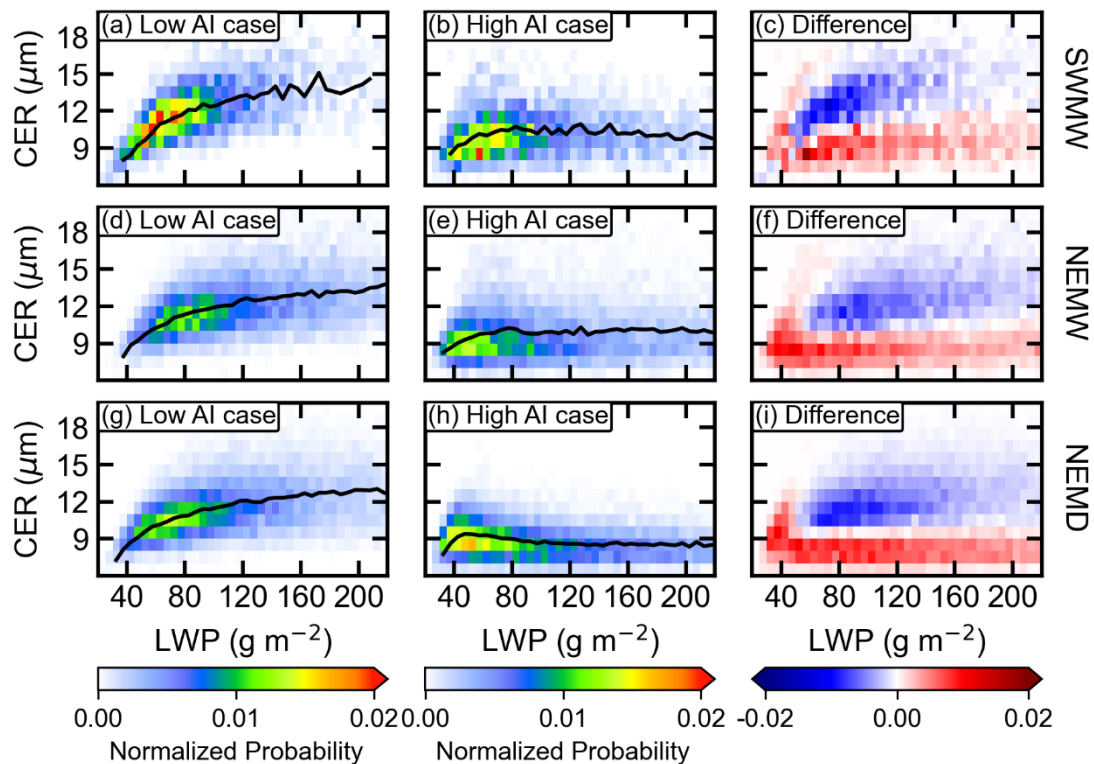 (a) Low AI case
(b) High AI case
(c) Difference
CER (μm)
18
15
12
9
SWMW
(d) Low AI case
(e) High AI case
(f) Difference
CER (μm)
18
15
12
9
NEMW
(g) Low AI case
(h) High AI case
(i) Difference
CER (μm)
18
15
12
9
NEMD
40 80 120 160 200
40 80 120 160 200
40 80 120 160 200
LWP (g m⁻²)
LWP (g m⁻²)
LWP (g m⁻²)
0.00 0.01 0.02
0.00 0.01 0.02
-0.02 0.00 0.02
Normalized Probability
Normalized Probability